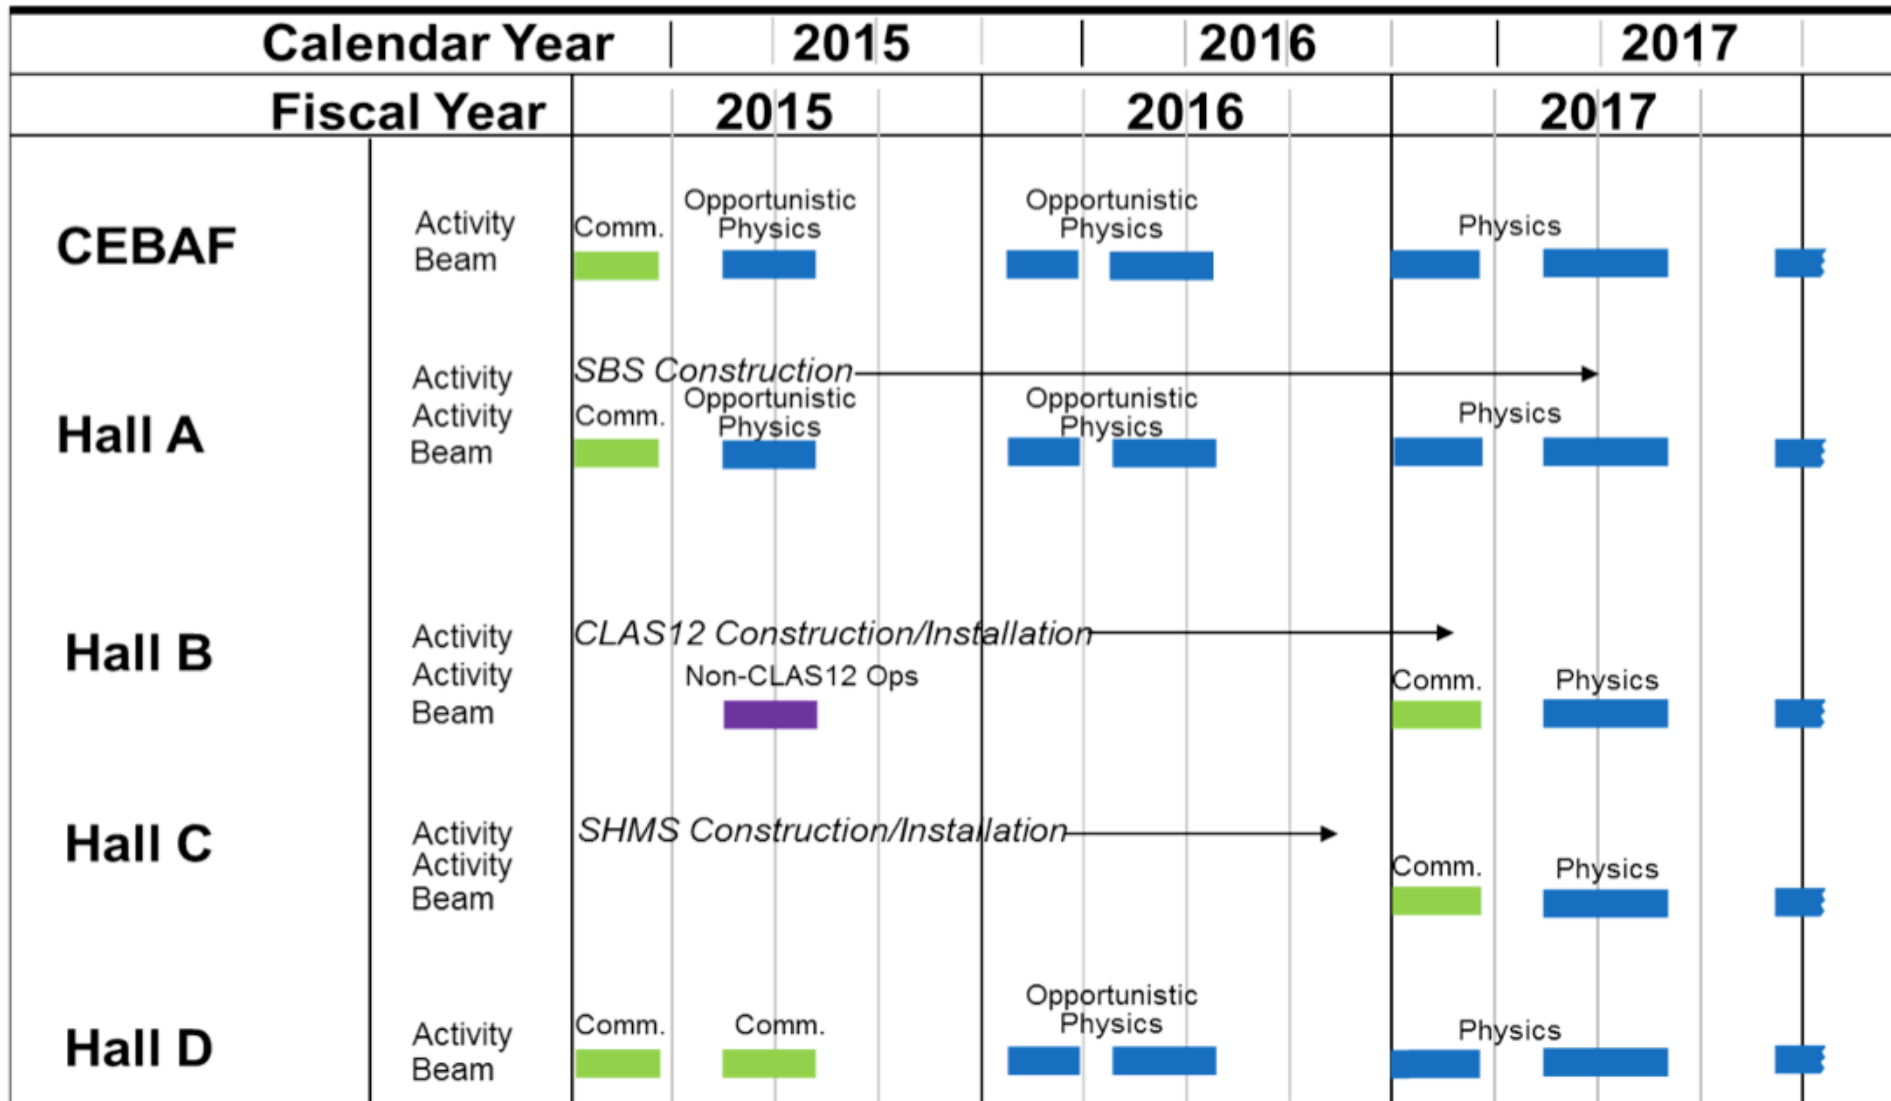 Calendar Year 2015 2016 2017
Fiscal Year 2015 2016 2017
CEBAF
Activity
Beam
Comm.
Opportunistic
Physics
Opportunistic
Physics
Physics
Hall A
Activity
Activity
Beam
SBS Construction
Comm.
Opportunistic
Physics
Opportunistic
Physics
Physics
Hall B
Activity
Activity
Beam
CLAS12 Construction/Installation
Non-CLAS12 Ops
Comm.
Physics
Hall C
Activity
Activity
Beam
SHMS Construction/Installation
Comm.
Physics
Hall D
Activity
Beam
Comm.
Comm.
Opportunistic
Physics
Physics